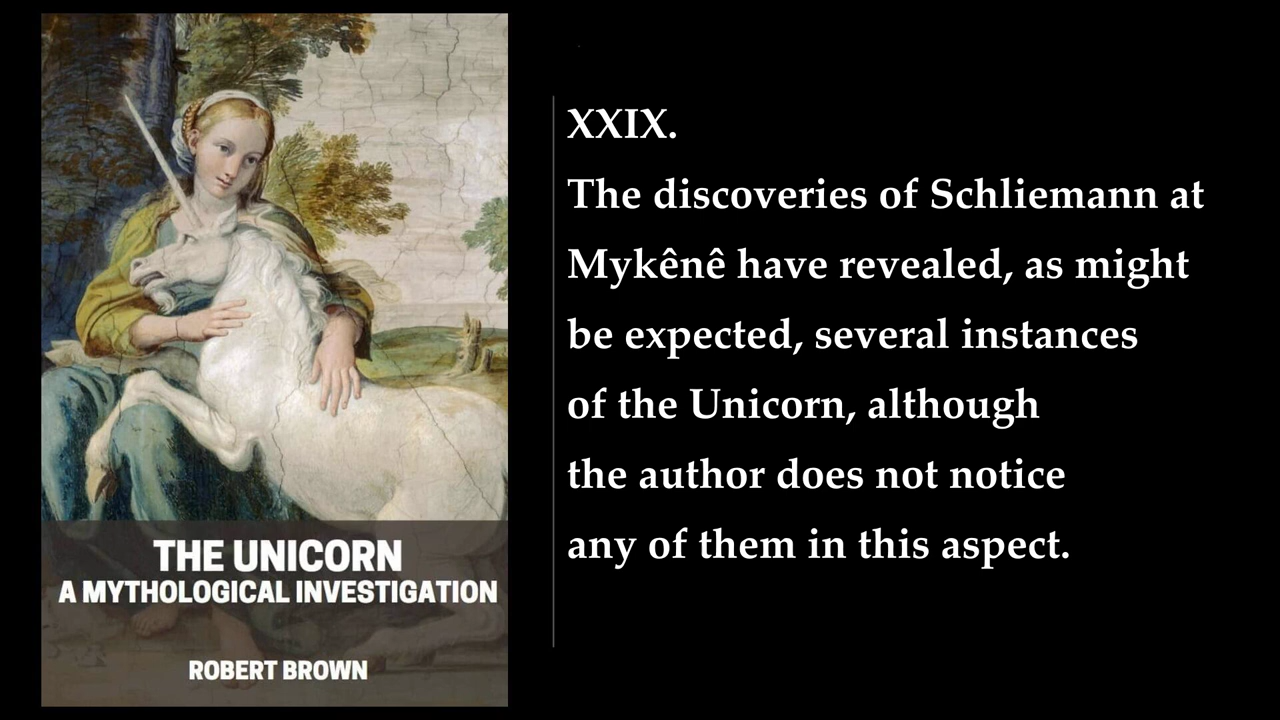 THE UNICORN
A MYTHOLOGICAL INVESTIGATION
ROBERT BROWN
XXIX.
The discoveries of Schliemann at
Mykênê have revealed, as might
be expected, several instances
of the Unicorn, although
the author does not notice
any of them in this aspect.